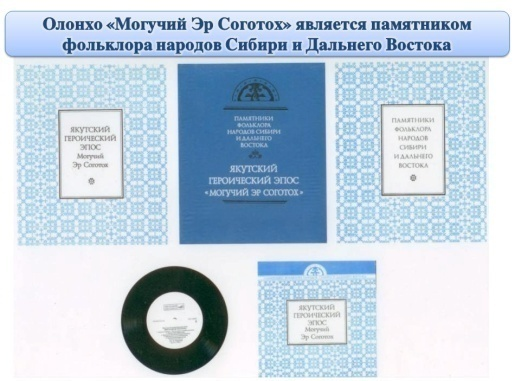 Олонхо «Могучий Эр Соготох» является памятником
фольклора народов Сибири и Дальнего Востока
ЯКУТСКИЙ
ГЕРОИЧЕСКИЙ
ЭПОС
Могучий
Эр Соготох
ПАМЯТНИКИ
ФОЛЬКЛОРА
НАРОДОВ СИБИРИ
И ДАЛЬНЕГО
ВОСТОКА
ЯКУТСКИЙ
ГЕРОИЧЕСКИЙ ЭПОС
«МОГУЧИЙ ЭР СОГОТОХ»
ПАМЯТНИКИ
ФОЛЬКЛОРА
НАРОДОВ
СИБИРИ
И ДАЛЬНЕГО
ВОСТОКА
ЯКУТСКИЙ
ГЕРОИЧЕСКИЙ
ЭПОС
Могучий
Эр Соготох